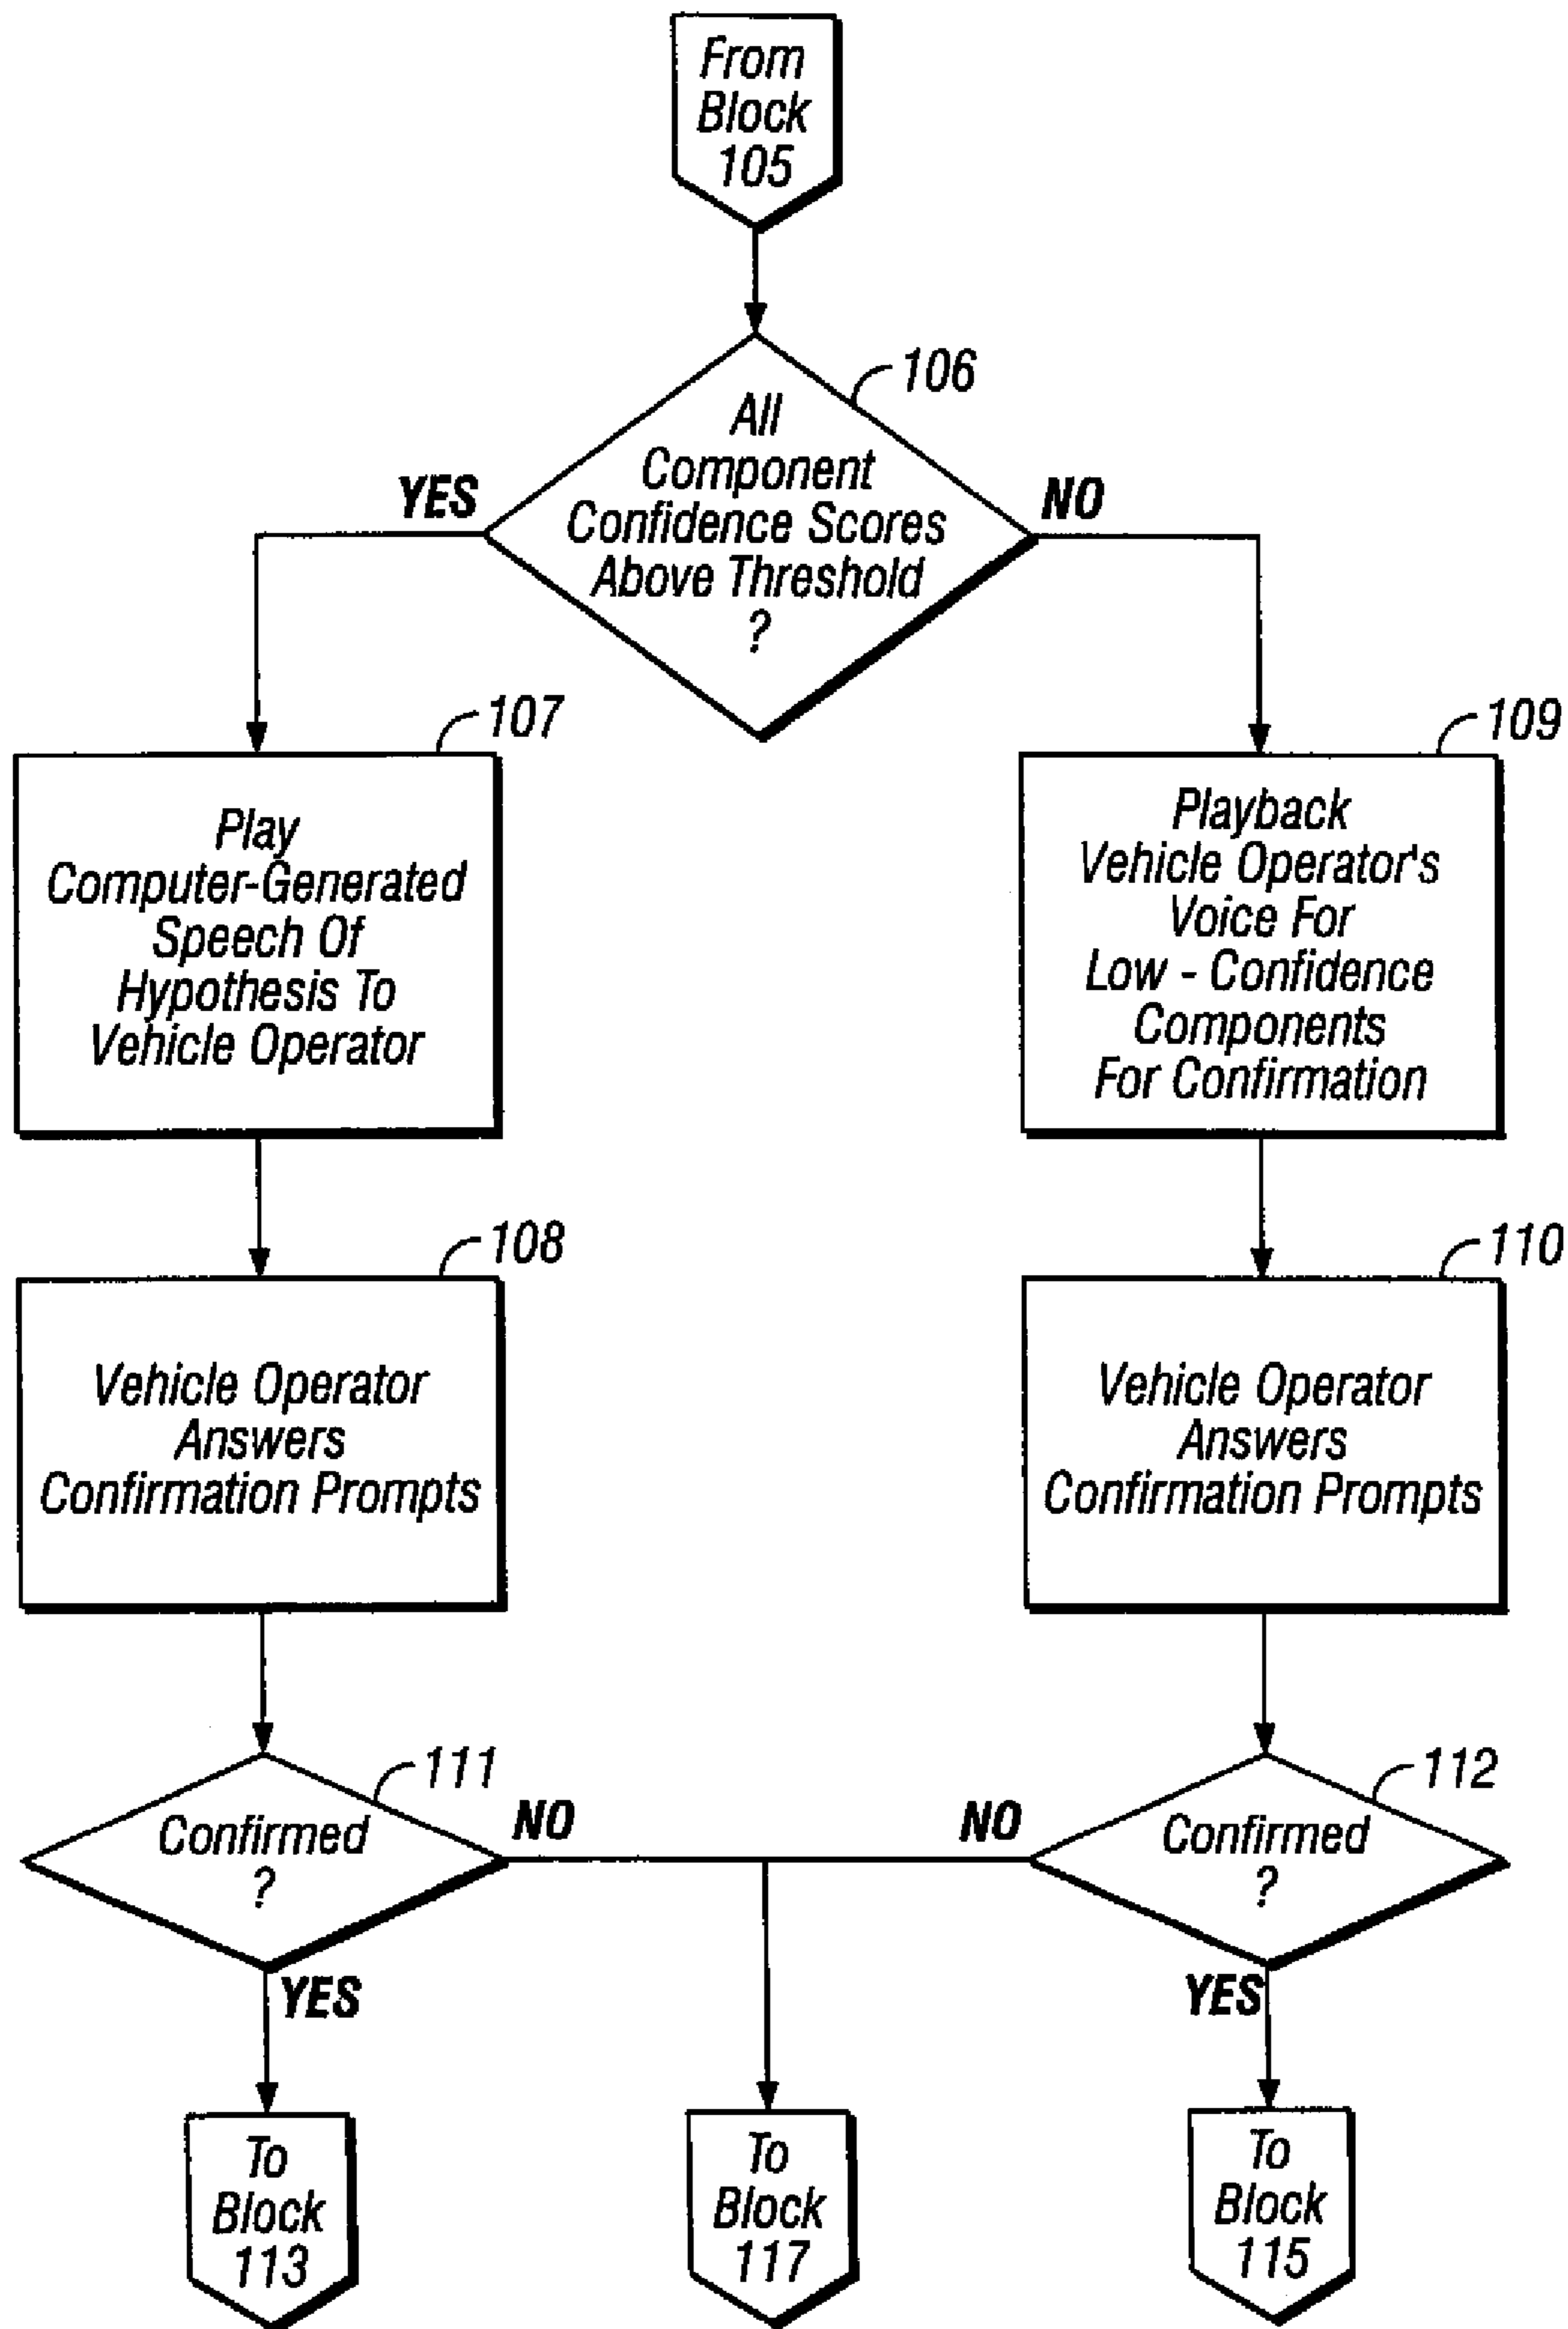 From
Block
105
106
All
Component
Confidence Scores
Above Threshold
?
YES
NO
107
Play
Computer-Generated
Speech Of
Hypothesis To
Vehicle Operator
109
Playback
Vehicle Operator's
Voice For
Low - Confidence
Components
For Confirmation
108
Vehicle Operator
Answers
Confirmation Prompts
110
Vehicle Operator
Answers
Confirmation Prompts
111
Confirmed
?
NO
YES
112
Confirmed
?
NO
YES
To
Block
113
To
Block
117
To
Block
115